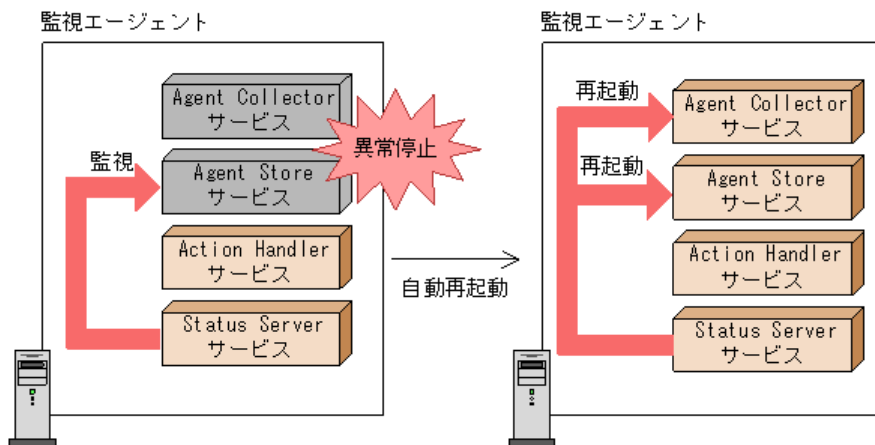 監視エージェント
Agent Collector
サービス
異常停止
監視
Agent Store
サービス
Action Handler
サービス
Status Server
サービス
自動再起動
監視エージェント
再起動
Agent Collector
サービス
再起動
Agent Store
サービス
Action Handler
サービス
Status Server
サービス